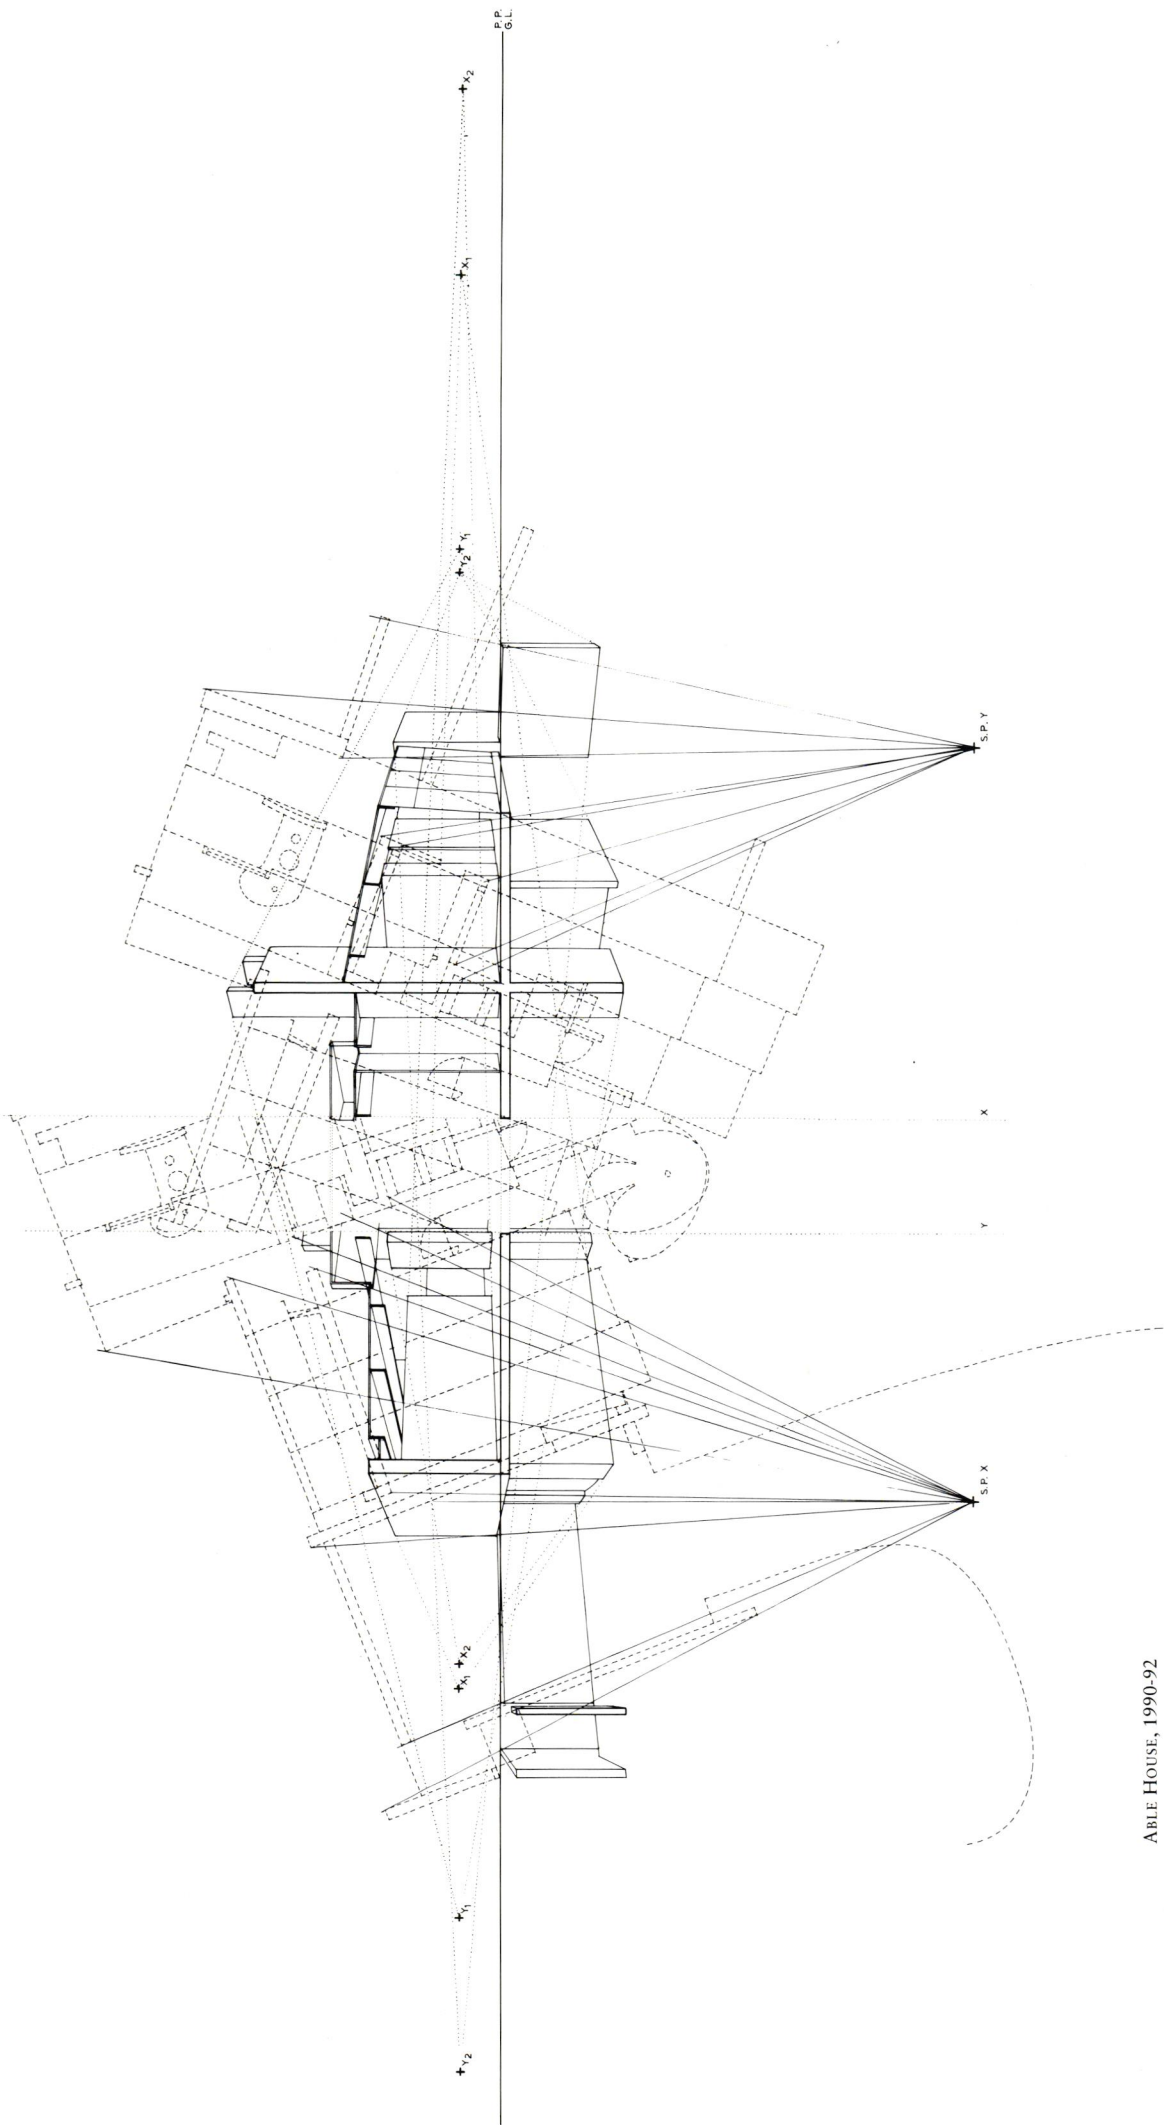 P.P.
G.L.
X2
X1
Y2 Y1
S.P. Y
X
Y
S.P. X
X1 X2
Y1
Y2
ABLE HOUSE, 1990-92